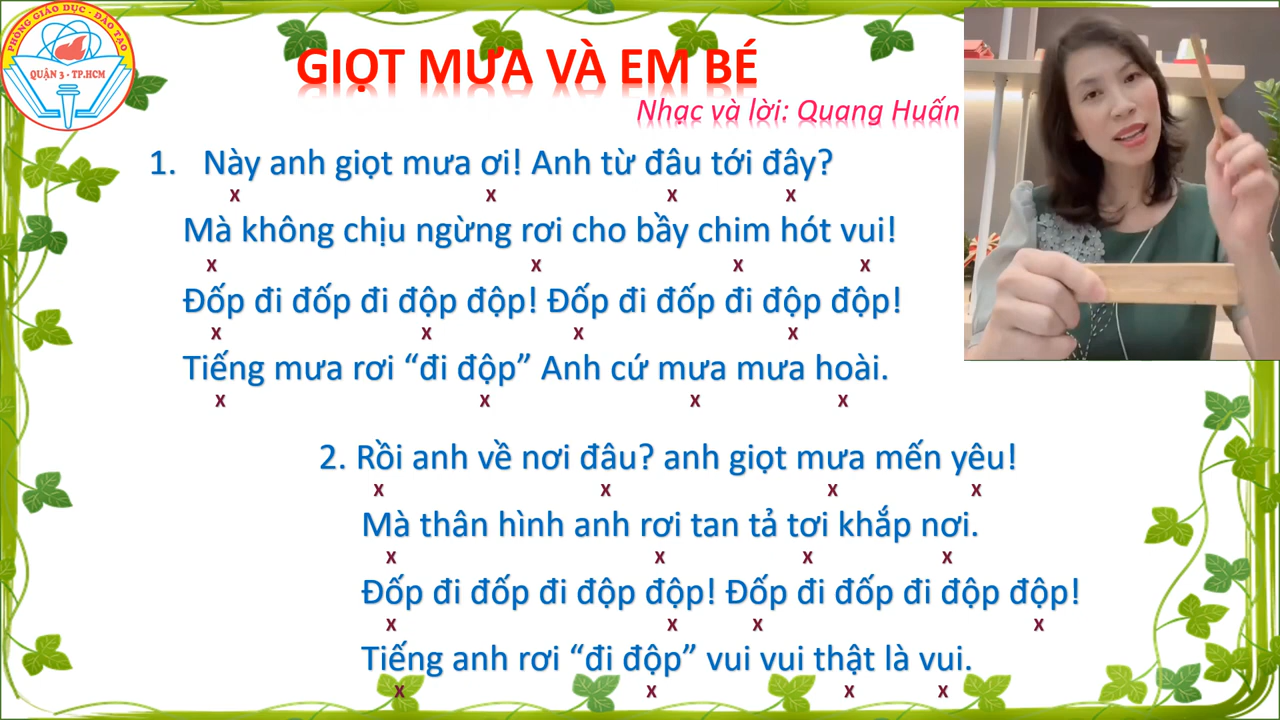 PHÒNG GIÁO DỤC - ĐÀO TẠO
QUẬN 3 - TP.HCM
GIỌT MƯA VÀ EM BÉ
Nhạc và lời: Quang Huấn
1. Này anh giọt mưa ơi! Anh từ đâu tới đây?
x x x x
Mà không chịu ngừng rơi cho bầy chim hót vui!
x x x x
Đốp đi đốp đi độp độp! Đốp đi đốp đi độp độp!
x x x x
Tiếng mưa rơi “đi độp” Anh cứ mưa mưa hoài.
x x x x
2. Rồi anh về nơi đâu? anh giọt mưa mến yêu!
x x x x
Mà thân hình anh rơi tan tả tơi khắp nơi.
x x x x
Đốp đi đốp đi độp độp! Đốp đi đốp đi độp độp!
x x x x
Tiếng anh rơi “đi độp” vui vui thật là vui.
x x x x